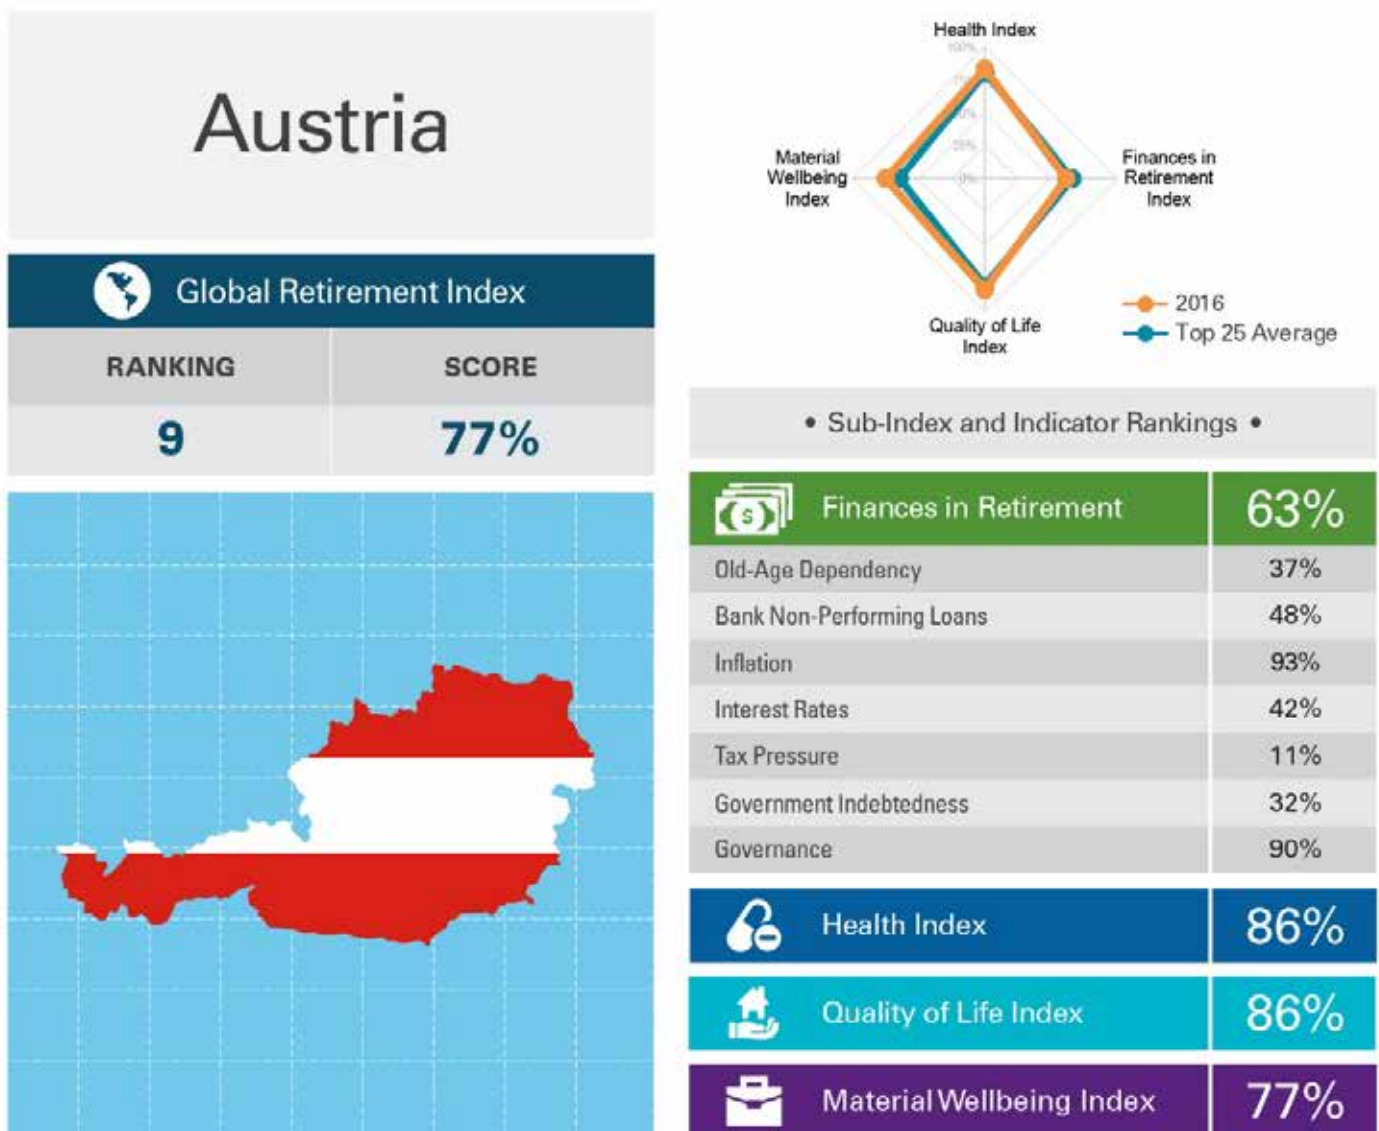 Austria
Global Retirement Index
RANKING SCORE
9 77%
Health Index
100%
Material
Wellbeing
Index
Finances in
Retirement
Index
25%
0%
Quality of Life
Index
2016
Top 25 Average
• Sub-Index and Indicator Rankings •
Finances in Retirement 63%
Old-Age Dependency 37%
Bank Non-Performing Loans 48%
Inflation 93%
Interest Rates 42%
Tax Pressure 11%
Government Indebtedness 32%
Governance 90%
Health Index 86%
Quality of Life Index 86%
Material Wellbeing Index 77%